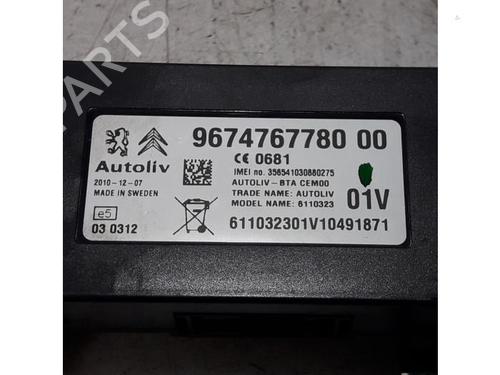 9674767780 00
CE 0681
Autoliv
IMEI no. 356541030880275
2010-12-07
MADE IN SWEDEN
AUTOLIV-BTA CEM00
TRADE NAME: AUTOLIV
MODEL NAME: 6110323
01V
e5
03 0312
611032301V10491871
B-Parts